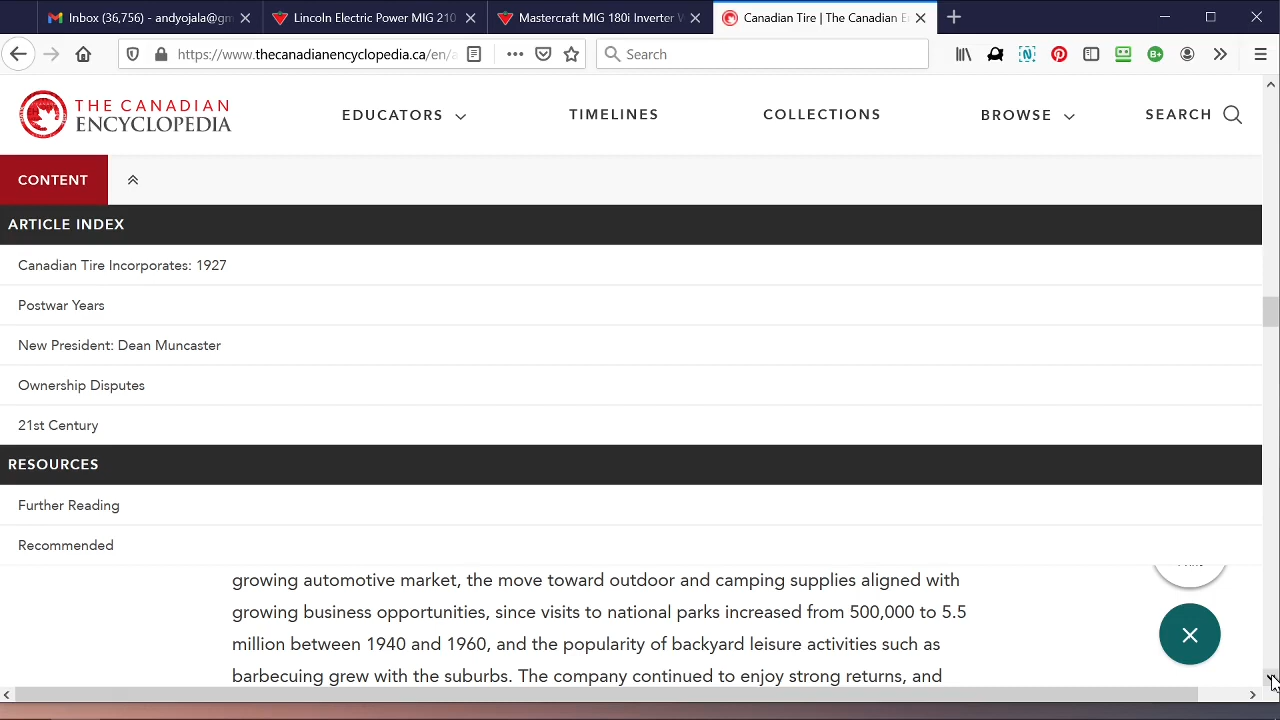 Inbox (36,756) - andyojala@gm
Lincoln Electric Power MIG 210
Mastercraft MIG 180i Inverter W
Canadian Tire | The Canadian E
https://www.thecanadianencyclopedia.ca/en/a
Search
THE CANADIAN
ENCYCLOPEDIA
EDUCATORS
TIMELINES
COLLECTIONS
BROWSE
SEARCH
CONTENT
ARTICLE INDEX
Canadian Tire Incorporates: 1927
Postwar Years
New President: Dean Muncaster
Ownership Disputes
21st Century
RESOURCES
Further Reading
Recommended
growing automotive market, the move toward outdoor and camping supplies aligned with
growing business opportunities, since visits to national parks increased from 500,000 to 5.5
million between 1940 and 1960, and the popularity of backyard leisure activities such as
barbecuing grew with the suburbs. The company continued to enjoy strong returns, and